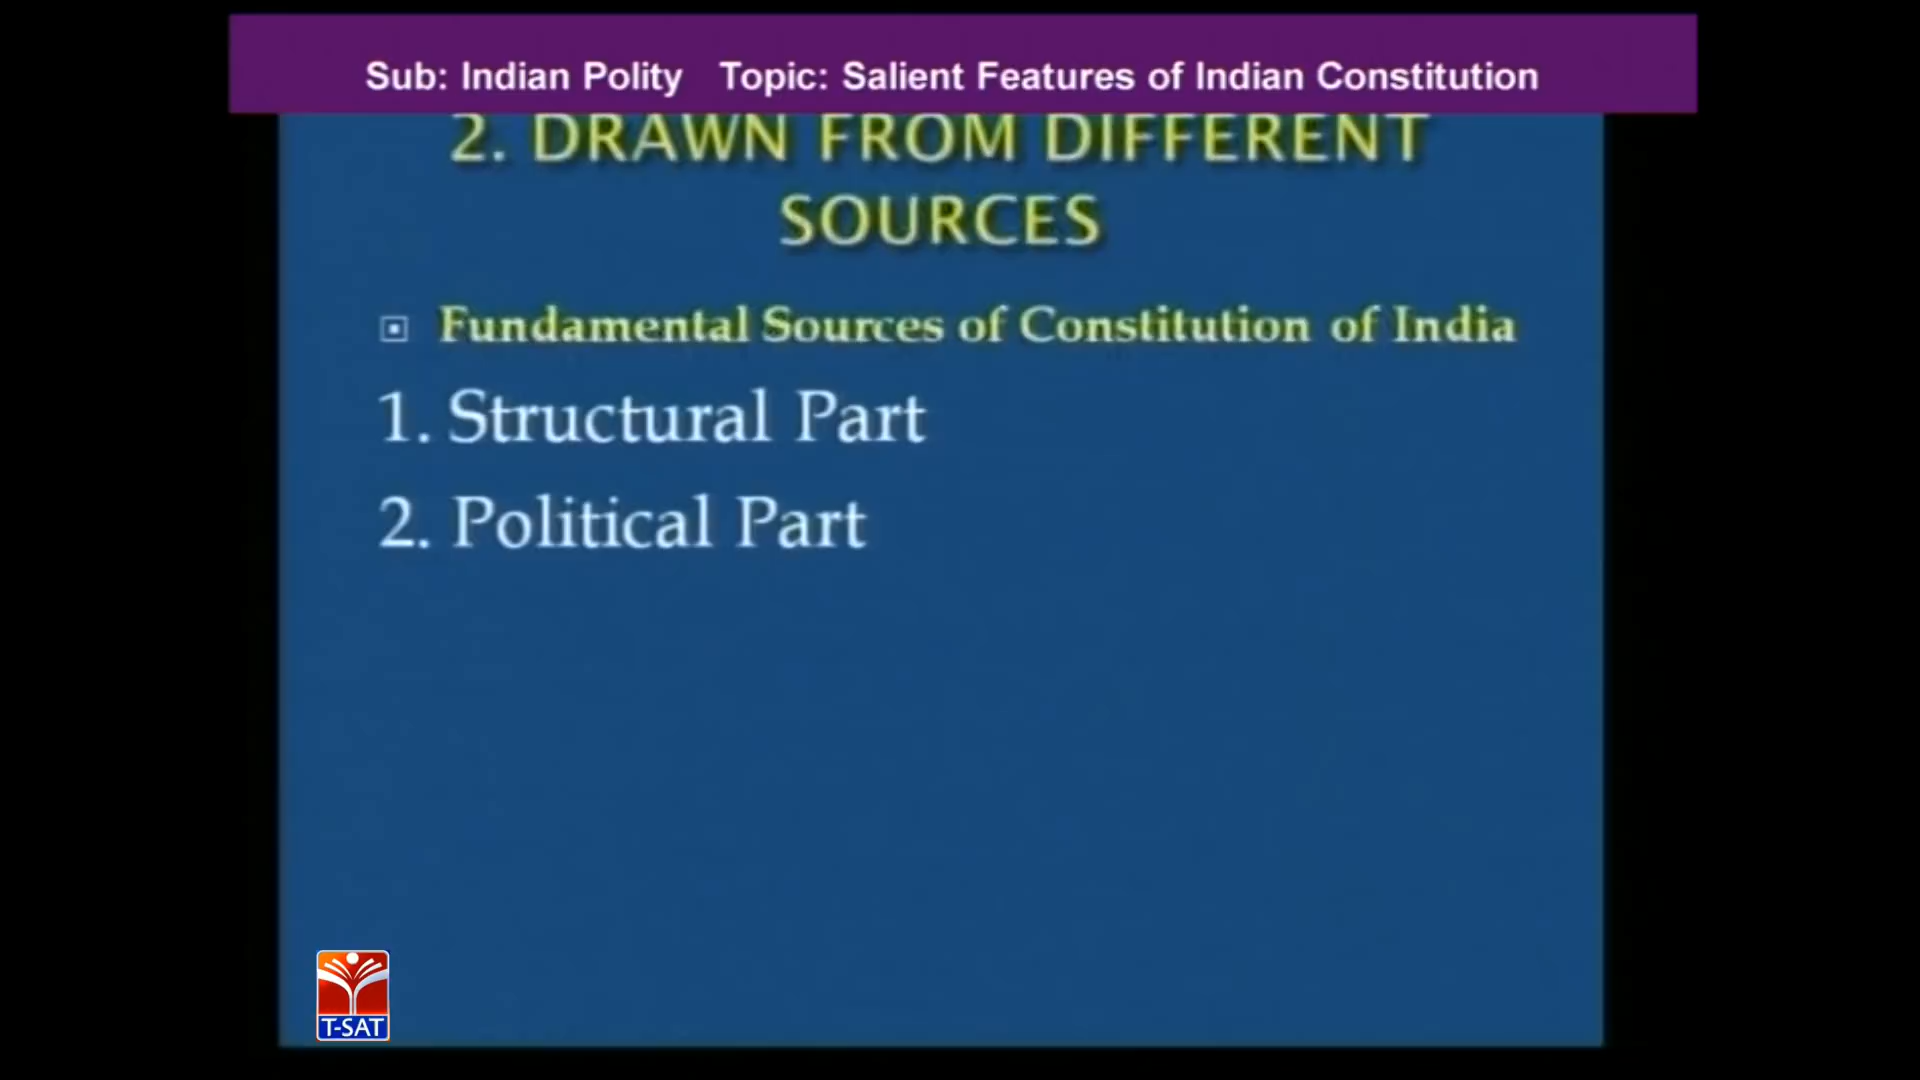 Sub: Indian Polity Topic: Salient Features of Indian Constitution
2. DRAWN FROM DIFFERENT
SOURCES
Fundamental Sources of Constitution of India
1. Structural Part
2. Political Part
T-SAT